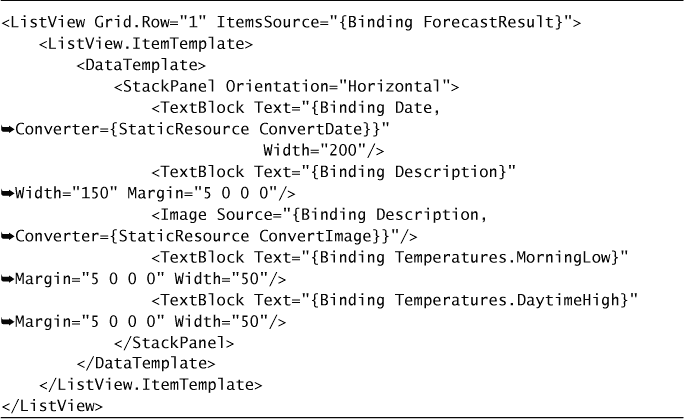 <ListView Grid.Row="1" ItemsSource="{Binding ForecastResult}">
    <ListView.ItemTemplate>
        <DataTemplate>
            <StackPanel Orientation="Horizontal">
                <TextBlock Text="{Binding Date,
➥Converter={StaticResource ConvertDate}}"
                            Width="200"/>
                <TextBlock Text="{Binding Description}"
➥Width="150" Margin="5 0 0 0"/>
                <Image Source="{Binding Description,
➥Converter={StaticResource ConvertImage}}"/>
                <TextBlock Text="{Binding Temperatures.MorningLow}"
➥Margin="5 0 0 0" Width="50"/>
                <TextBlock Text="{Binding Temperatures.DaytimeHigh}"
➥Margin="5 0 0 0" Width="50"/>
            </StackPanel>
        </DataTemplate>
    </ListView.ItemTemplate>
</ListView>